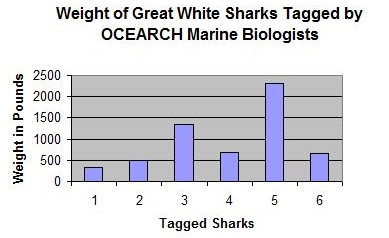 Weight of Great White Sharks Tagged by
OCEARCH Marine Biologists
Weight in Pounds
2500
2000
1500
1000
500
0
1 2 3 4 5 6
Tagged Sharks